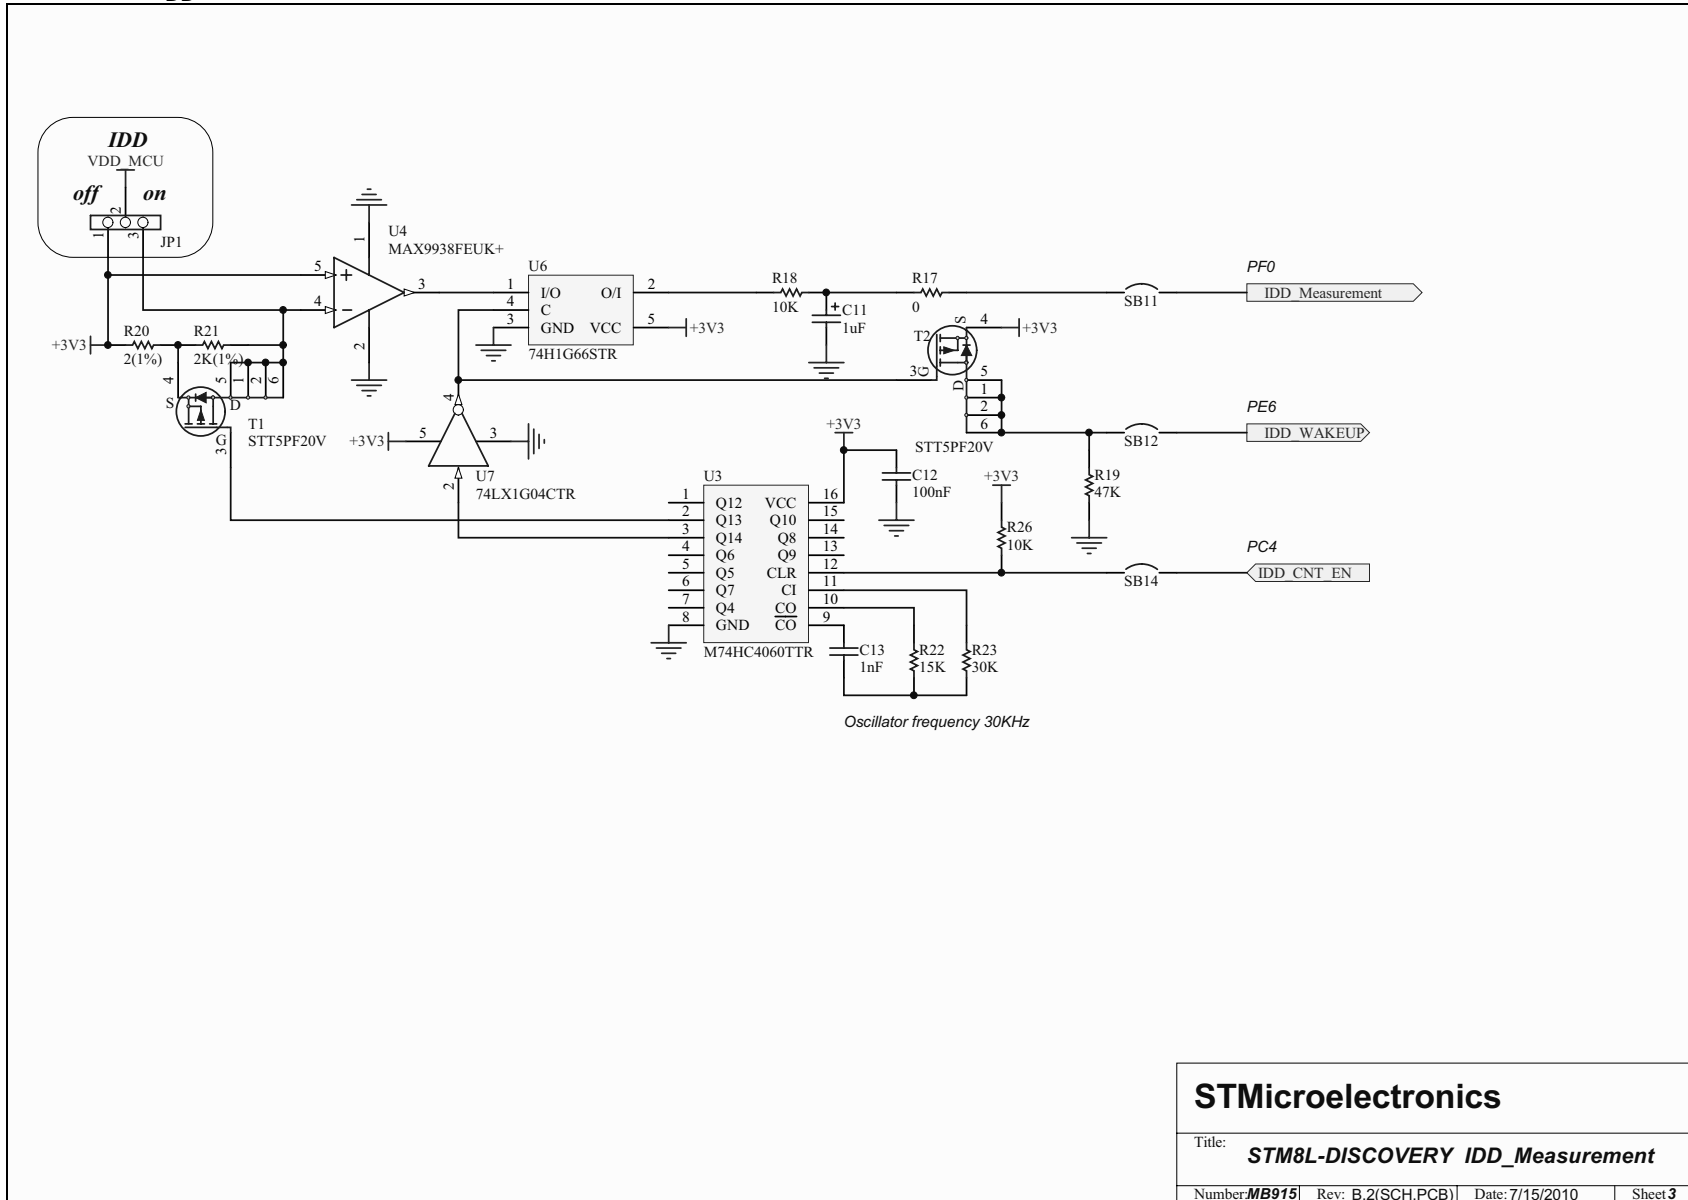 IDD
VDD_MCU
off on
1 2 3
JP1
+3V3
R20
2(1%)
R21
2K(1%)
4 5 1 2 6
S D
G
3
T1
STT5PF20V
U4
MAX9938FEUK+
5 +
4 −
1
2
3
U6
1 I/O O/I 2
4 C
3 GND VCC 5
+3V3
74H1G66STR
R18
10K
C11
+
1uF
R17
0
SB11
PF0
IDD_Measurement
T2
S 4
+3V3
3 G
D
5
1
2
6
STT5PF20V
PE6
IDD_WAKEUP
SB12
R19
47K
4
+3V3
5 3
2
U7
74LX1G04CTR
+3V3
C12
100nF
+3V3
R26
10K
PC4
IDD_CNT_EN
SB14
U3
1 Q12 VCC 16
2 Q13 Q10 15
3 Q14 Q8 14
4 Q6 Q9 13
5 Q5 CLR 12
6 Q7 CI 11
7 Q4 CO 10
8 GND CO 9
M74HC4060TTR
C13
1nF
R22
15K
R23
30K
Oscillator frequency 30KHz
STMicroelectronics
Title:
STM8L-DISCOVERY IDD_Measurement
Number:MB915 Rev: B.2(SCH.PCB) Date:7/15/2010 Sheet 3